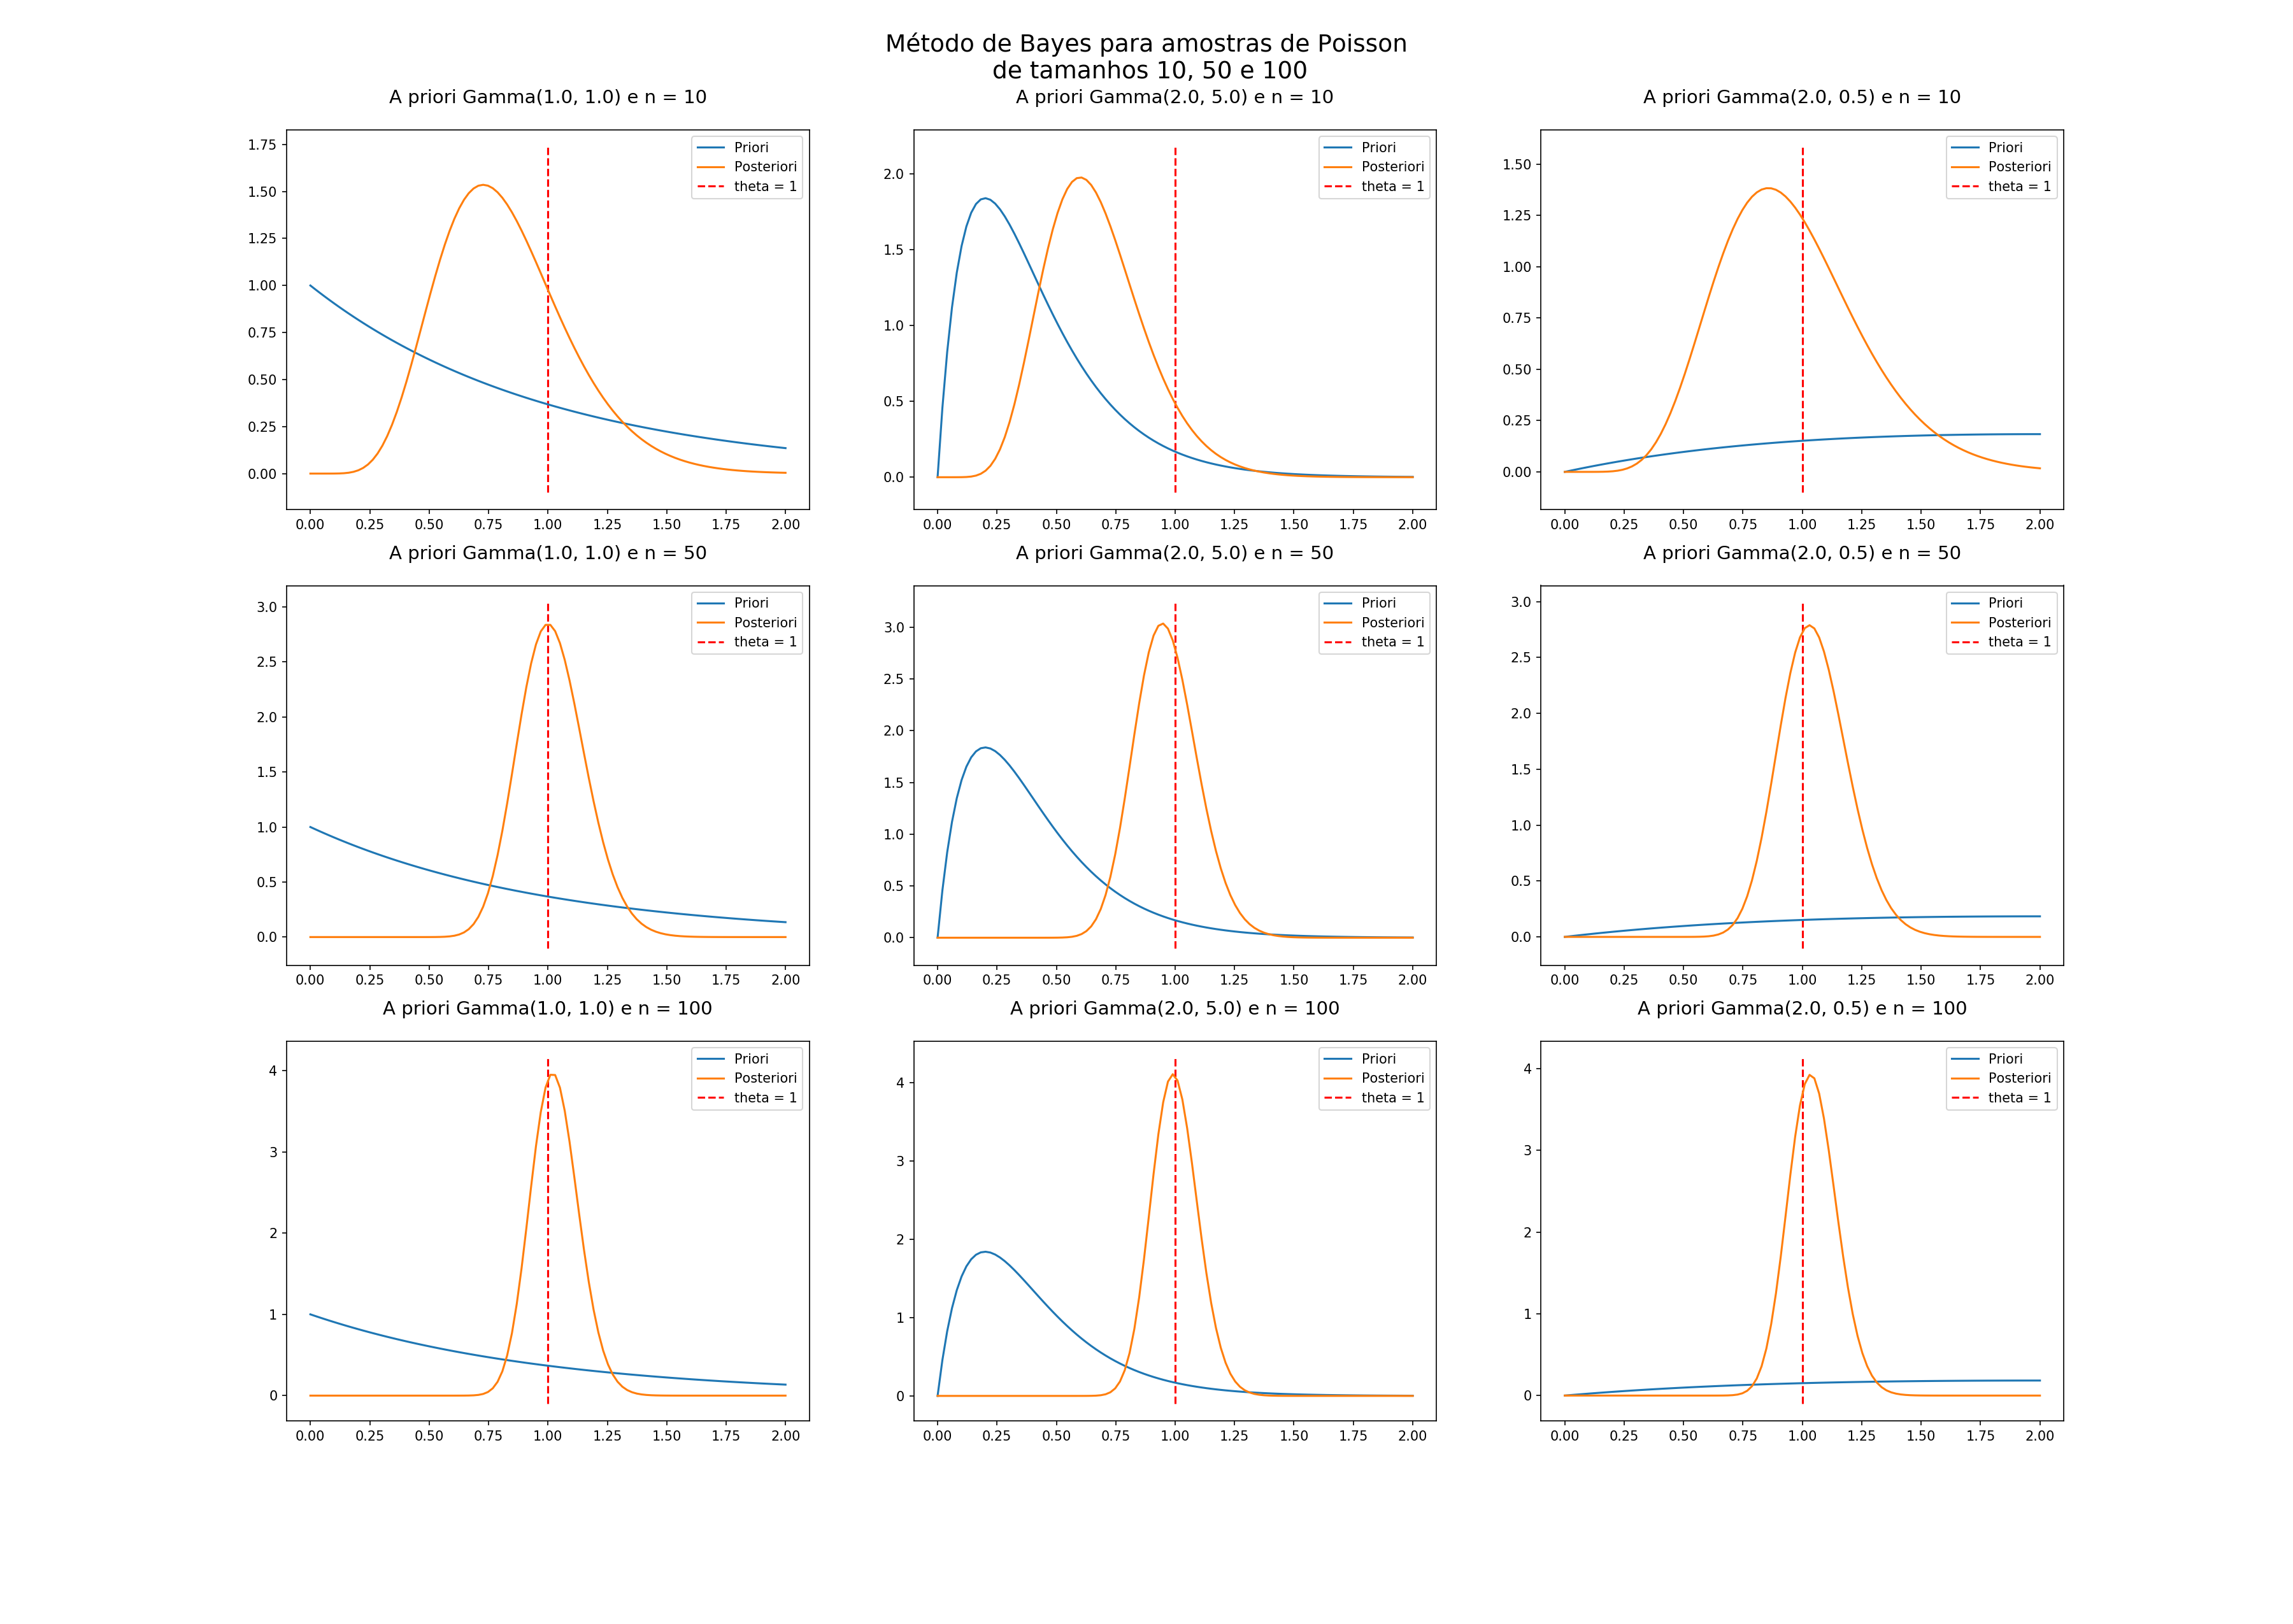 Método de Bayes para amostras de Poisson
de tamanhos 10, 50 e 100
A priori Gamma(1.0, 1.0) e n = 10
1.75
1.50
1.25
1.00
0.75
0.50
0.25
0.00
0.00 0.25 0.50 0.75 1.00 1.25 1.50 1.75 2.00
Priori
Posteriori
theta = 1
A priori Gamma(2.0, 5.0) e n = 10
2.0
1.5
1.0
0.5
0.0
0.00 0.25 0.50 0.75 1.00 1.25 1.50 1.75 2.00
Priori
Posteriori
theta = 1
A priori Gamma(2.0, 0.5) e n = 10
1.50
1.25
1.00
0.75
0.50
0.25
0.00
0.00 0.25 0.50 0.75 1.00 1.25 1.50 1.75 2.00
Priori
Posteriori
theta = 1
A priori Gamma(1.0, 1.0) e n = 50
3.0
2.5
2.0
1.5
1.0
0.5
0.0
0.00 0.25 0.50 0.75 1.00 1.25 1.50 1.75 2.00
Priori
Posteriori
theta = 1
A priori Gamma(2.0, 5.0) e n = 50
3.0
2.5
2.0
1.5
1.0
0.5
0.0
0.00 0.25 0.50 0.75 1.00 1.25 1.50 1.75 2.00
Priori
Posteriori
theta = 1
A priori Gamma(2.0, 0.5) e n = 50
3.0
2.5
2.0
1.5
1.0
0.5
0.0
0.00 0.25 0.50 0.75 1.00 1.25 1.50 1.75 2.00
Priori
Posteriori
theta = 1
A priori Gamma(1.0, 1.0) e n = 100
4
3
2
1
0
0.00 0.25 0.50 0.75 1.00 1.25 1.50 1.75 2.00
Priori
Posteriori
theta = 1
A priori Gamma(2.0, 5.0) e n = 100
4
3
2
1
0
0.00 0.25 0.50 0.75 1.00 1.25 1.50 1.75 2.00
Priori
Posteriori
theta = 1
A priori Gamma(2.0, 0.5) e n = 100
4
3
2
1
0
0.00 0.25 0.50 0.75 1.00 1.25 1.50 1.75 2.00
Priori
Posteriori
theta = 1